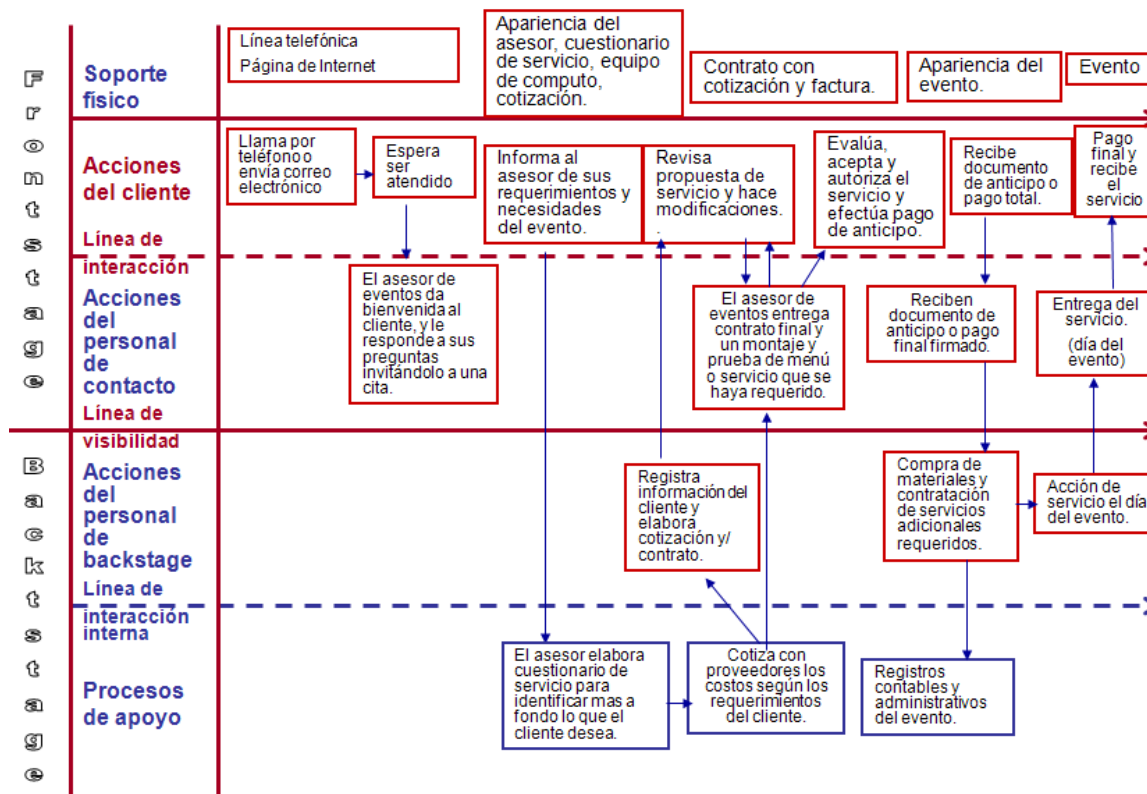 Frontstage
Backtstage
Soporte
físico
Línea telefónica
Página de Internet
Apariencia del
asesor, cuestionario
de servicio, equipo
de computo,
cotización.
Contrato con
cotización y factura.
Apariencia del
evento.
Evento
Acciones
del cliente
Llama por
teléfono o
envía correo
electrónico
Espera
ser
atendido
Informa al
asesor de sus
requerimientos y
necesidades
del evento.
Revisa
propuesta de
servicio y hace
modificaciones.
.
Evalúa,
acepta y
autoriza el
servicio y
efectúa pago
de anticipo.
Recibe
documento
de anticipo o
pago total.
Pago
final y
recibe
el
servicio
Línea de
interacción
Acciones
del
personal
de
contacto
El asesor de
eventos da
bienvenida al
cliente, y le
responde a sus
preguntas
invitándolo a una
cita.
El asesor de
eventos entrega
contrato final y
un montaje y
prueba de menú
o servicio que se
haya requerido.
Reciben
documento de
anticipo o pago
final firmado.
Entrega del
servicio.
(día del
evento)
Línea de
visibilidad
Acciones
del
personal
de
backstage
Registra
información del
cliente y
elabora
cotización y/
contrato.
Compra de
materiales y
contratación
de servicios
adicionales
requeridos.
Acción de
servicio el día
del evento.
Línea de
interacción
interna
Procesos
de apoyo
El asesor elabora
cuestionario de
servicio para
identificar mas a
fondo lo que el
cliente desea.
Cotiza con
proveedores los
costos según los
requerimientos
del cliente.
Registros
contables y
administrativos
del evento.